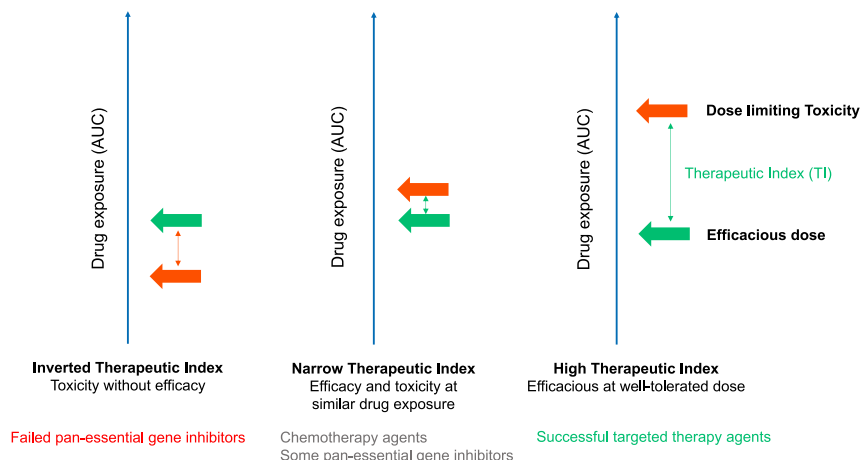 Drug exposure (AUC)
Inverted Therapeutic Index
Toxicity without efficacy
Failed pan-essential gene inhibitors
Drug exposure (AUC)
Narrow Therapeutic Index
Efficacy and toxicity at
similar drug exposure
Chemotherapy agents
Some pan-essential gene inhibitors
Drug exposure (AUC)
Dose limiting Toxicity
Therapeutic Index (TI)
Efficacious dose
High Therapeutic Index
Efficacious at well-tolerated dose
Successful targeted therapy agents